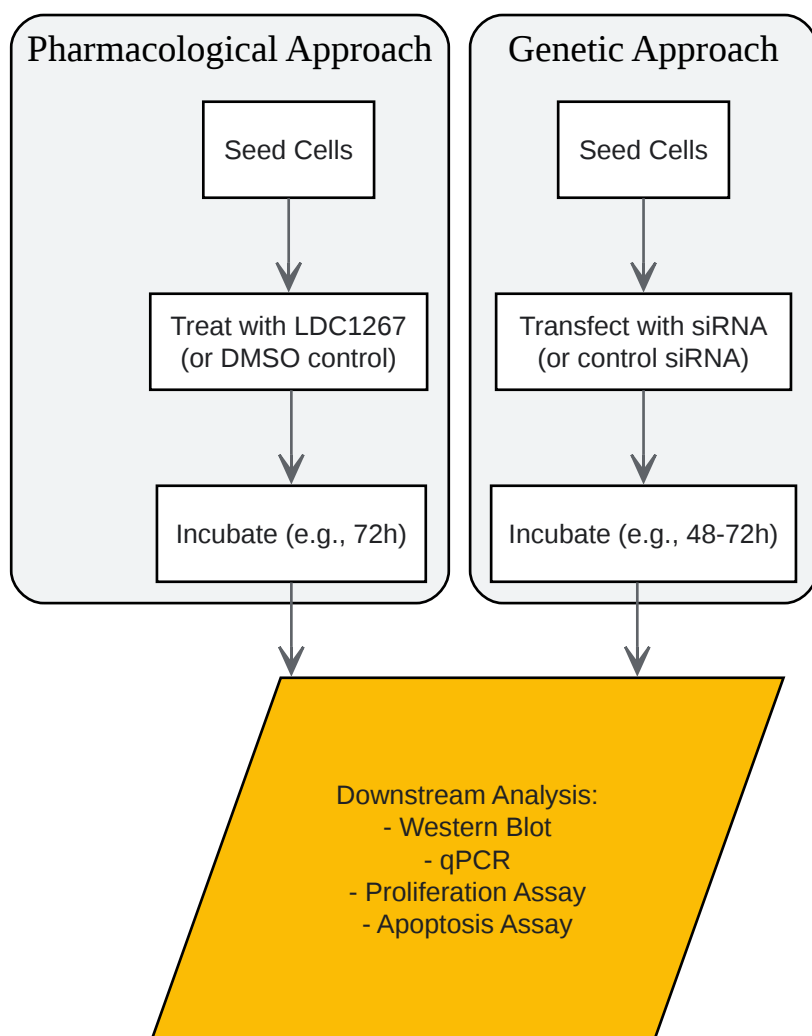 Pharmacological Approach
Seed Cells
Treat with LDC1267
(or DMSO control)
Incubate (e.g., 72h)
Genetic Approach
Seed Cells
Transfect with siRNA
(or control siRNA)
Incubate (e.g., 48-72h)
Downstream Analysis:
- Western Blot
- qPCR
- Proliferation Assay
- Apoptosis Assay